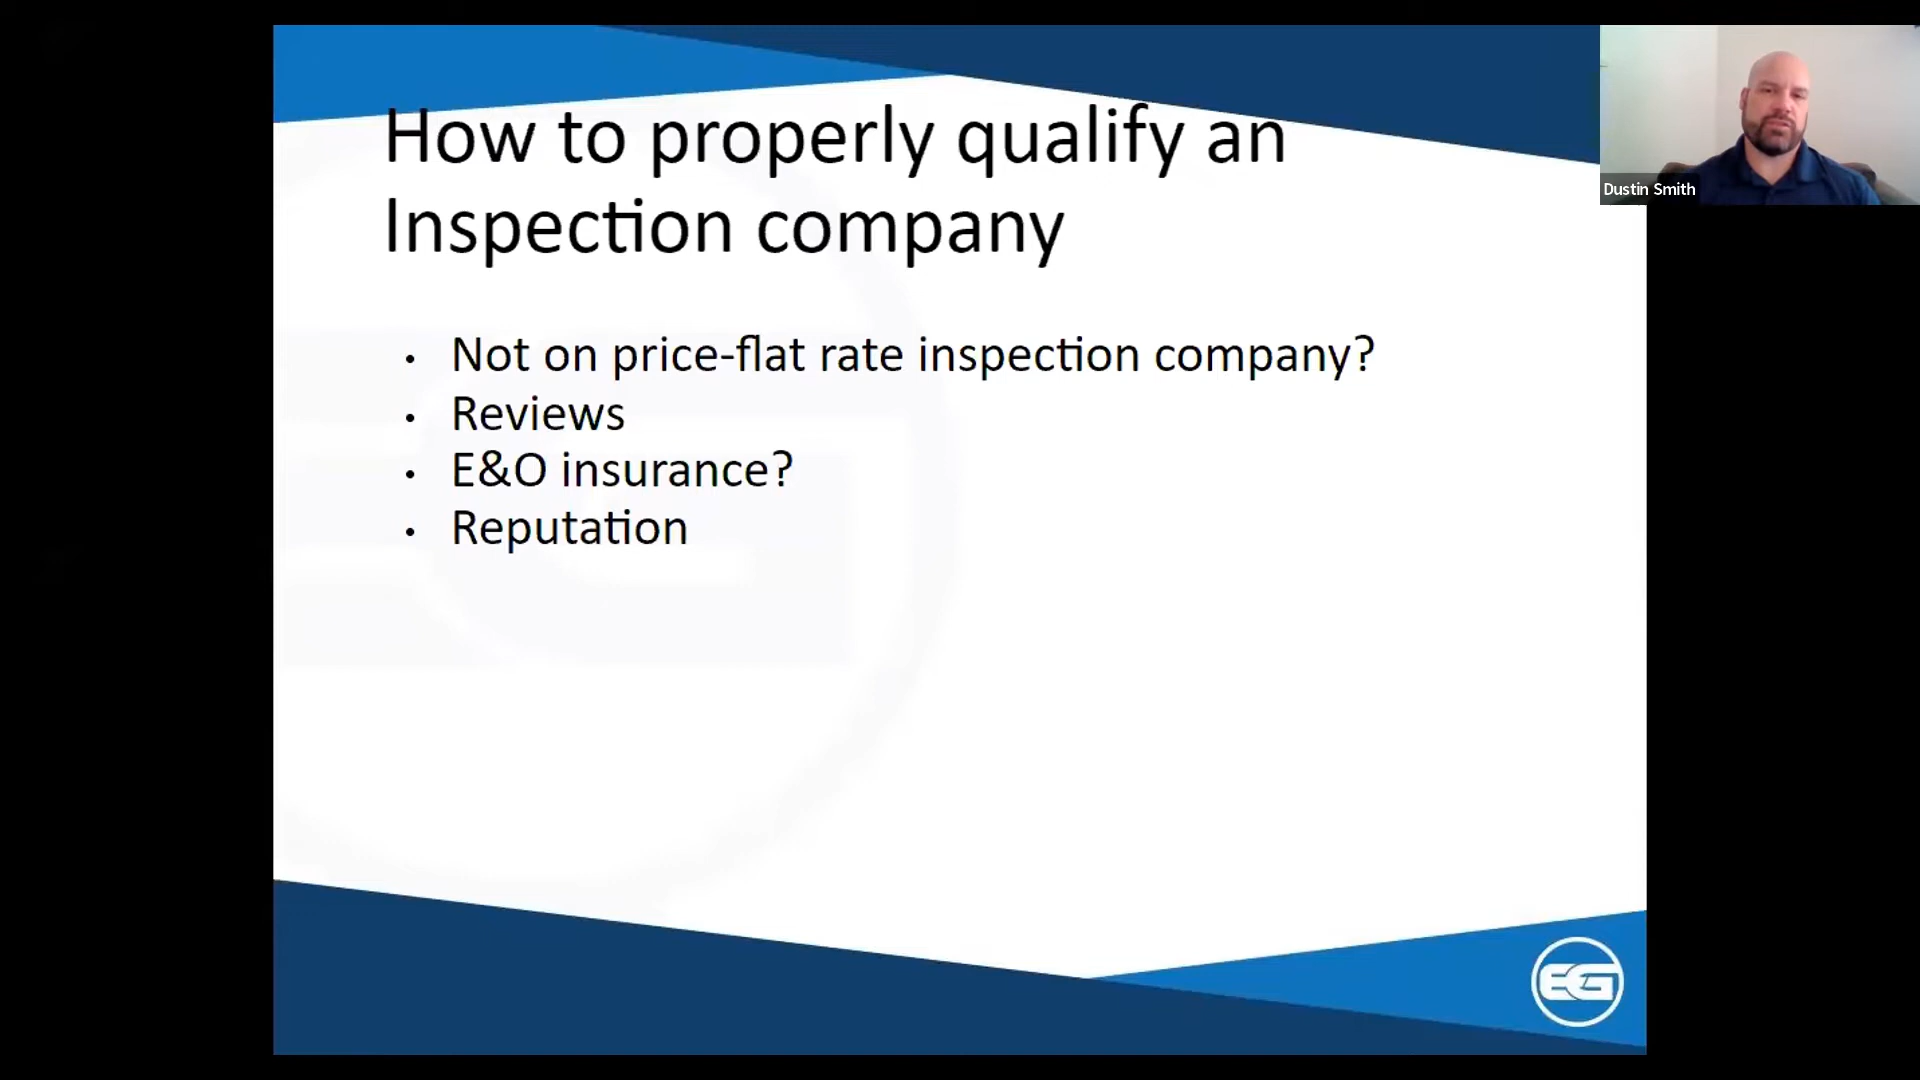 How to properly qualify an
Inspection company
• Not on price-flat rate inspection company?
• Reviews
• E&O insurance?
• Reputation
Dustin Smith
EG